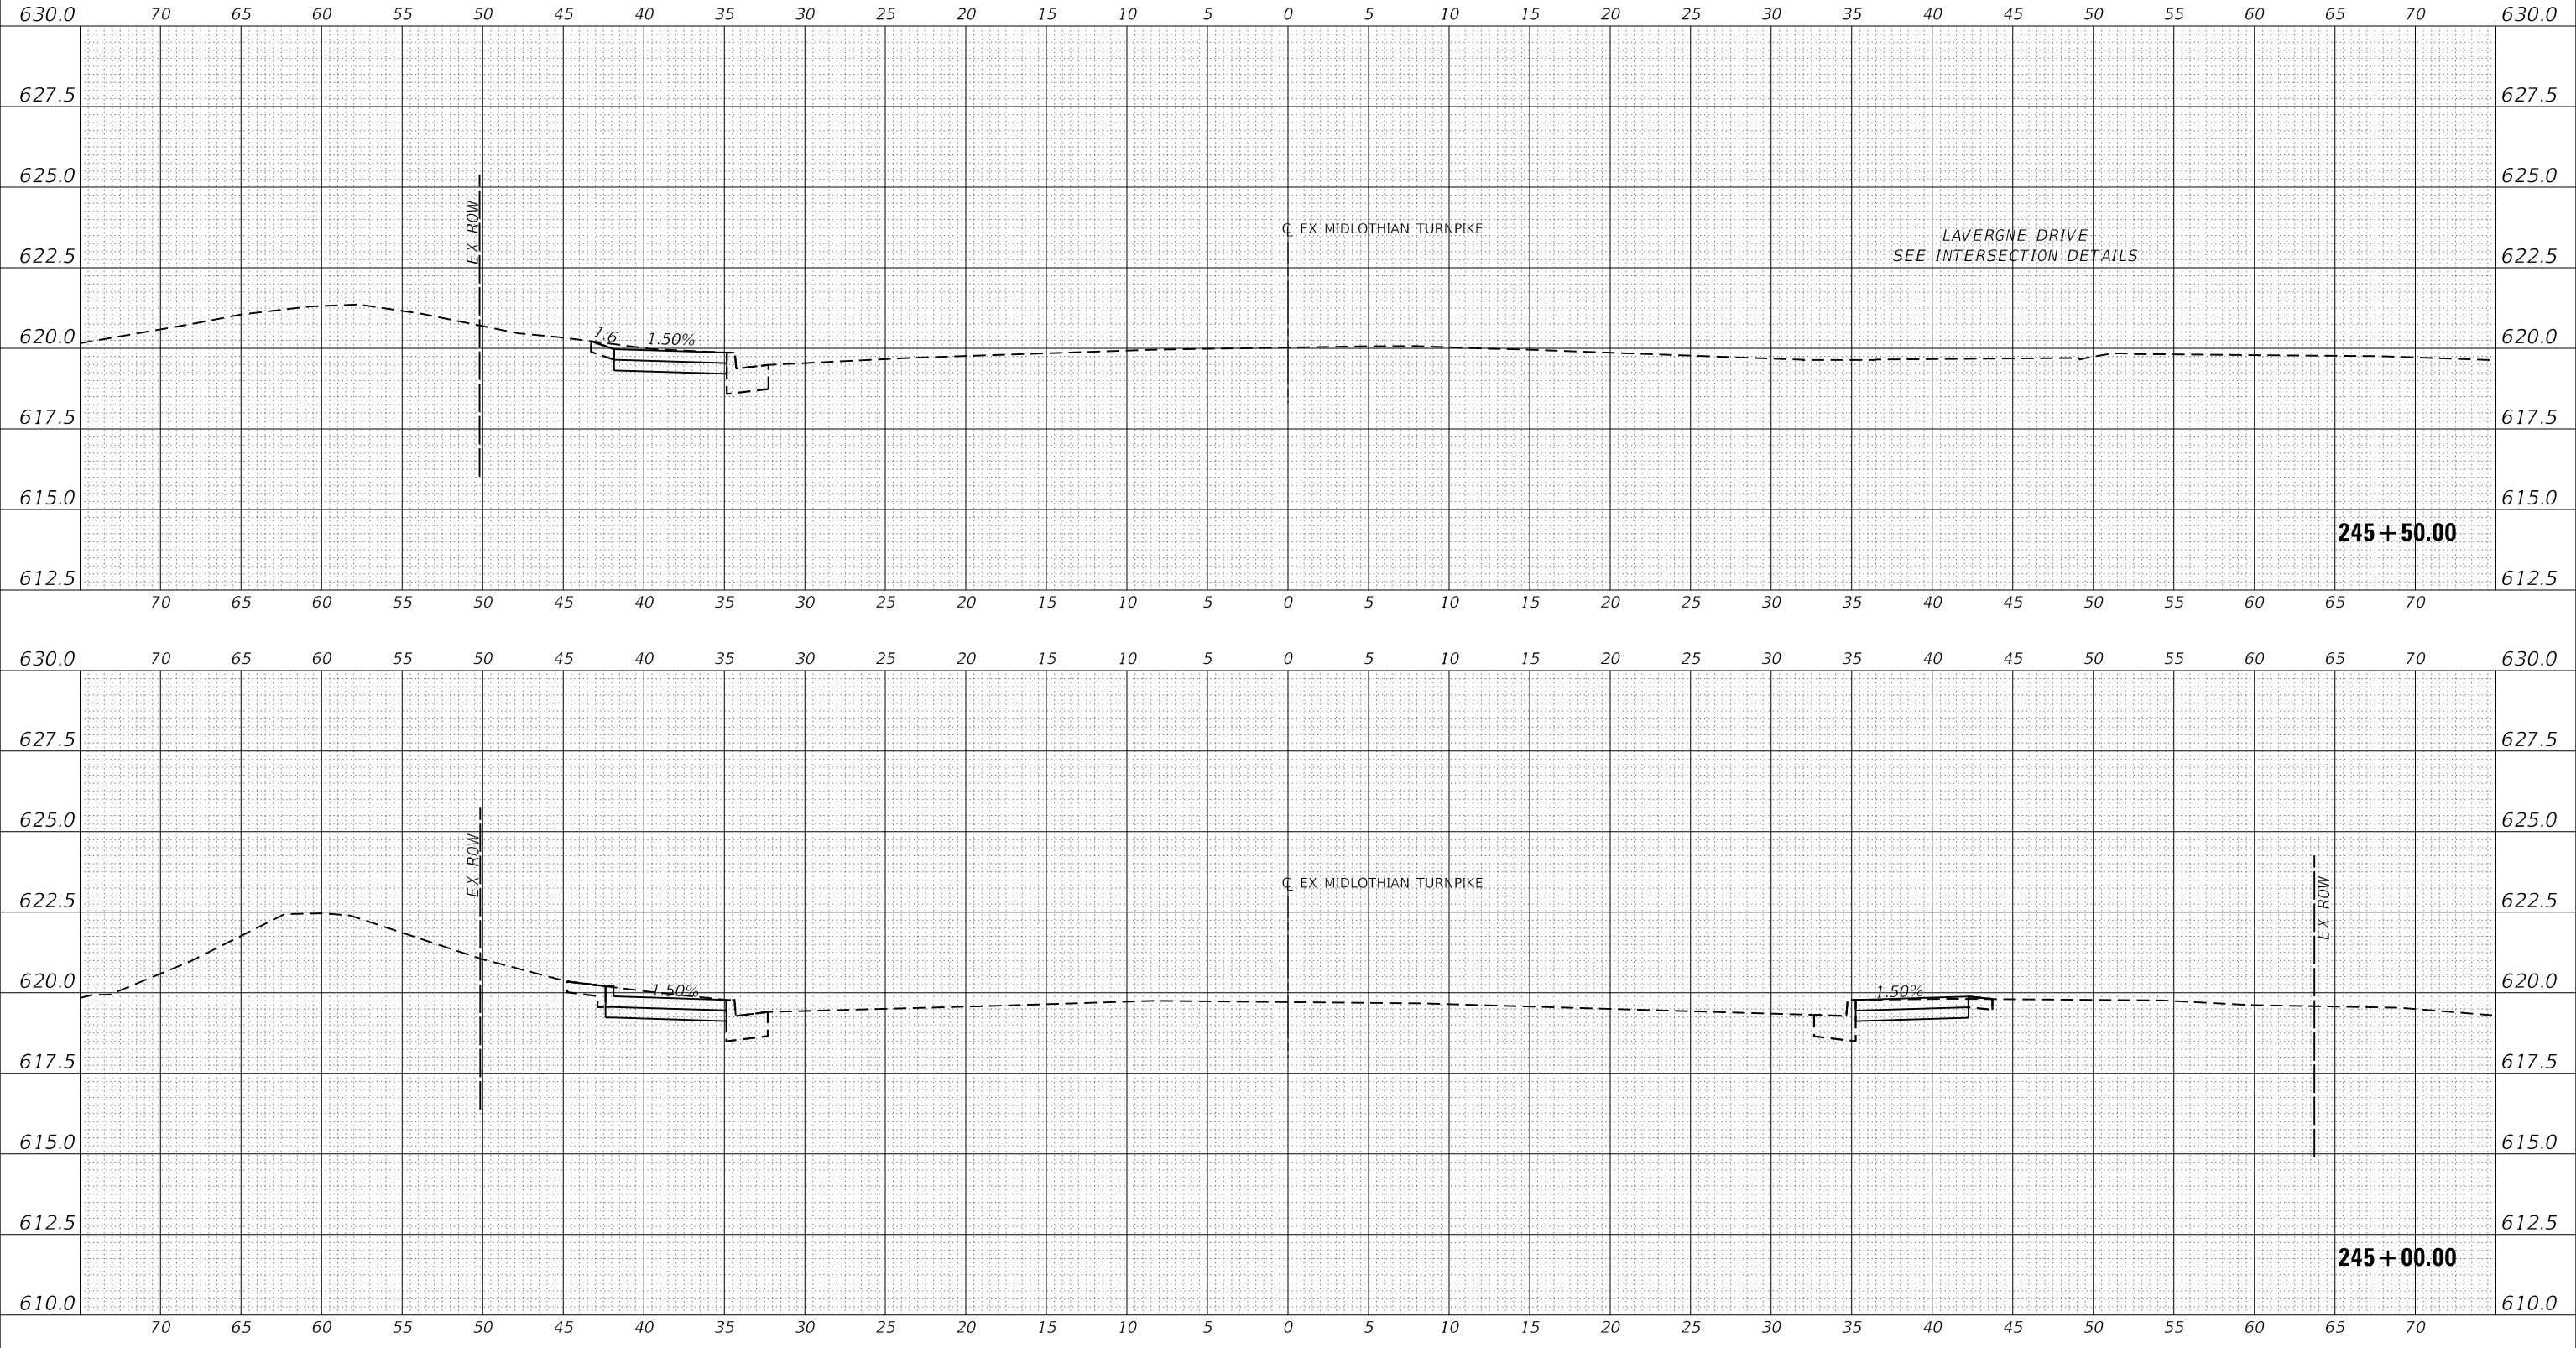 630.0 70 65 60 55 50 45 40 35 30 25 20 15 10 5 0 5 10 15 20 25 30 35 40 45 50 55 60 65 70 630.0
627.5 627.5
625.0 625.0
EX ROW
℄ EX MIDLOTHIAN TURNPIKE
LAVERGNE DRIVE
SEE INTERSECTION DETAILS
622.5 622.5
620.0 1:6 1.50% 620.0
617.5 617.5
615.0 615.0
245+50.00
612.5 612.5
70 65 60 55 50 45 40 35 30 25 20 15 10 5 0 5 10 15 20 25 30 35 40 45 50 55 60 65 70
630.0 70 65 60 55 50 45 40 35 30 25 20 15 10 5 0 5 10 15 20 25 30 35 40 45 50 55 60 65 70 630.0
627.5 627.5
625.0 625.0
EX ROW
℄ EX MIDLOTHIAN TURNPIKE
EX ROW
622.5 622.5
620.0 1.50% 1.50% 620.0
617.5 617.5
615.0 615.0
612.5 612.5
245+00.00
610.0 610.0
70 65 60 55 50 45 40 35 30 25 20 15 10 5 0 5 10 15 20 25 30 35 40 45 50 55 60 65 70